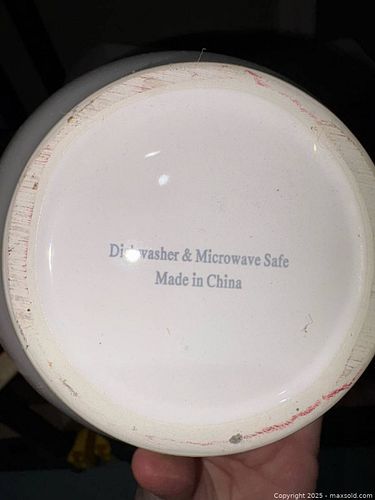 Dishwasher & Microwave Safe
Made in China
Copyright 2025 - maxsold.com